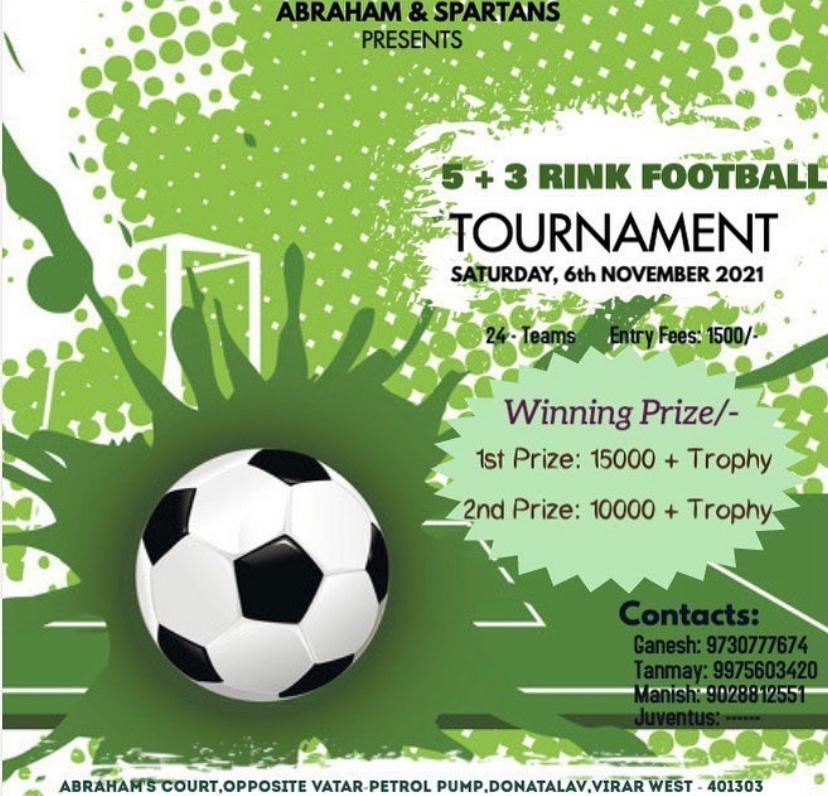 ABRAHAM & SPARTANS
PRESENTS
5 + 3 RINK FOOTBALL
TOURNAMENT
SATURDAY, 6th NOVEMBER 2021
24 - Teams Entry Fees: 1500/-
Winning Prize/-
1st Prize: 15000 + Trophy
2nd Prize: 10000 + Trophy
Contacts:
Ganesh: 9730777674
Tanmay: 9975603420
Manish: 9028812551
Juventus: ------
ABRAHAM'S COURT,OPPOSITE VATAR-PETROL PUMP,DONATALAV,VIRAR WEST - 401303